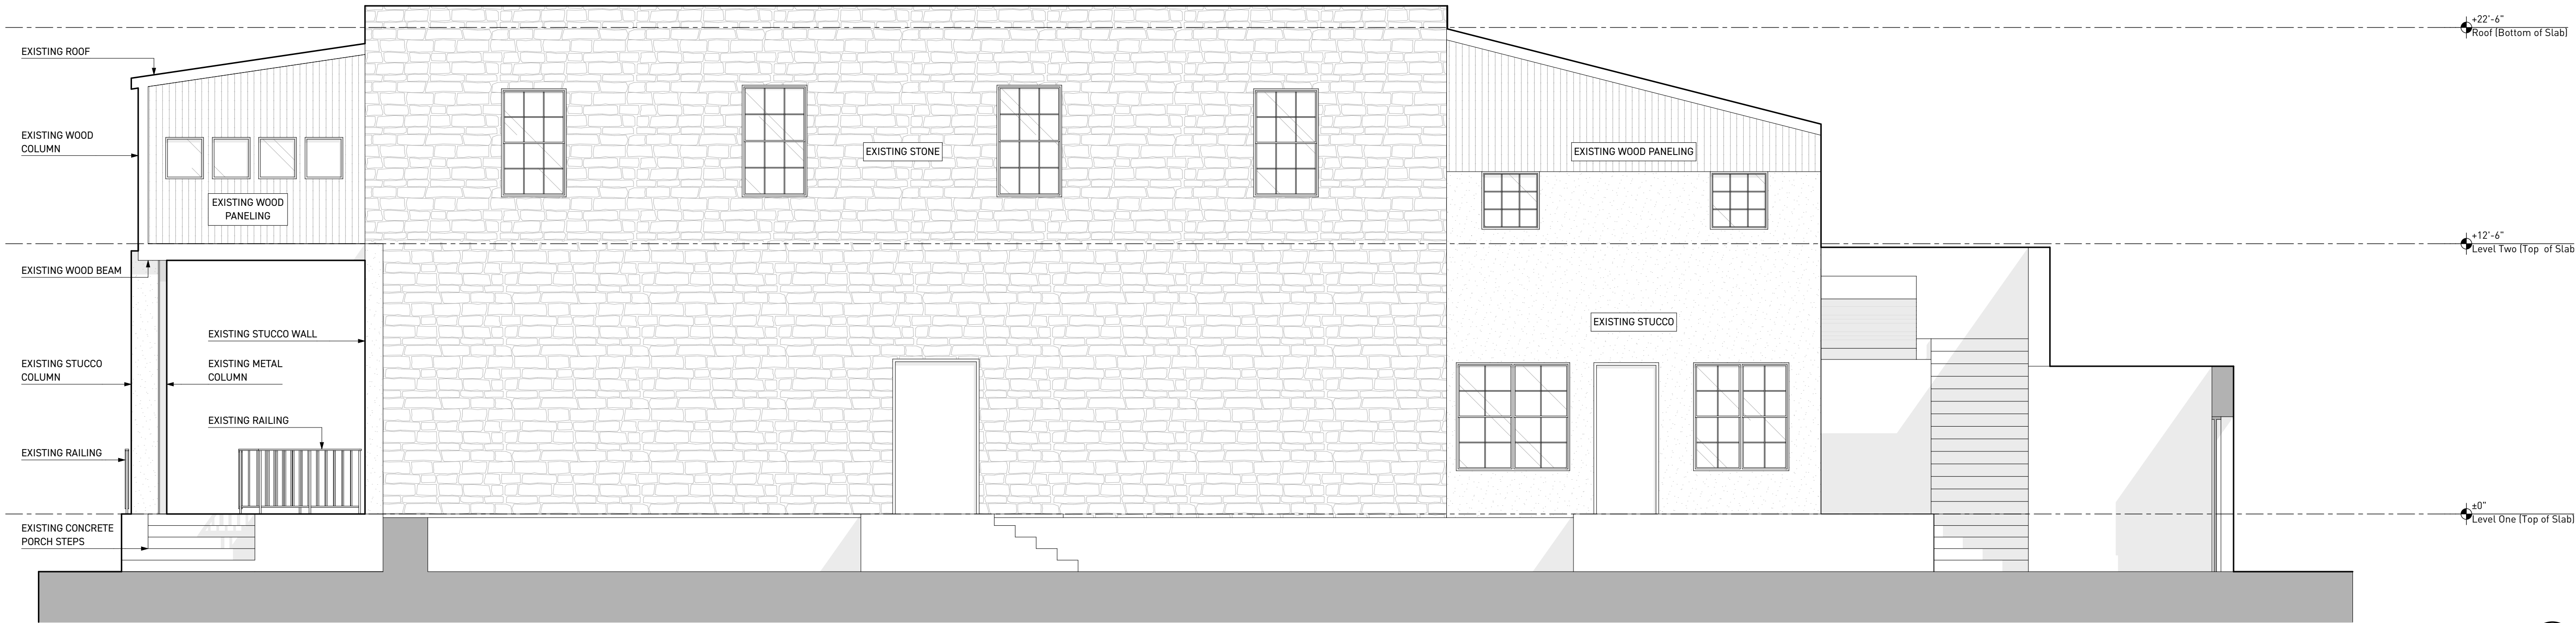 +22'-6"
Roof (Bottom of Slab)
EXISTING ROOF
EXISTING WOOD
COLUMN
EXISTING STONE
EXISTING WOOD PANELING
EXISTING WOOD
PANELING
+12'-6"
Level Two (Top of Slab
EXISTING WOOD BEAM
EXISTING STUCCO
EXISTING STUCCO WALL
EXISTING STUCCO
COLUMN
EXISTING METAL
COLUMN
EXISTING RAILING
EXISTING RAILING
±0"
Level One (Top of Slab)
EXISTING CONCRETE
PORCH STEPS